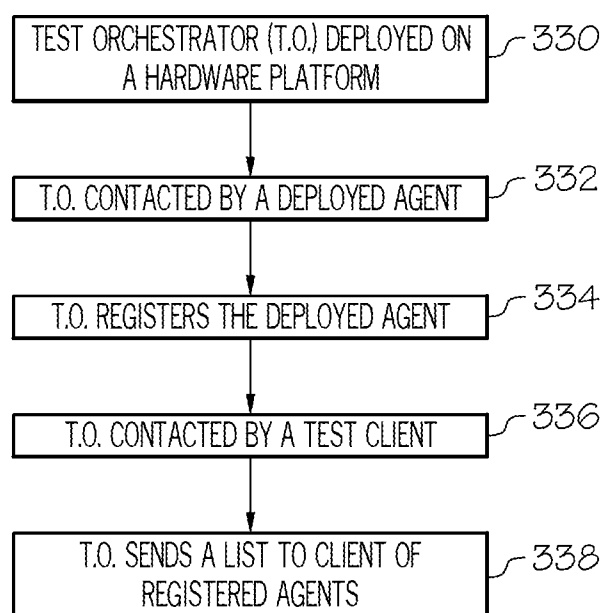 TEST ORCHESTRATOR (T.O.) DEPLOYED ON
A HARDWARE PLATFORM
330
T.O. CONTACTED BY A DEPLOYED AGENT
332
T.O. REGISTERS THE DEPLOYED AGENT
334
T.O. CONTACTED BY A TEST CLIENT
336
T.O. SENDS A LIST TO CLIENT OF
REGISTERED AGENTS
338